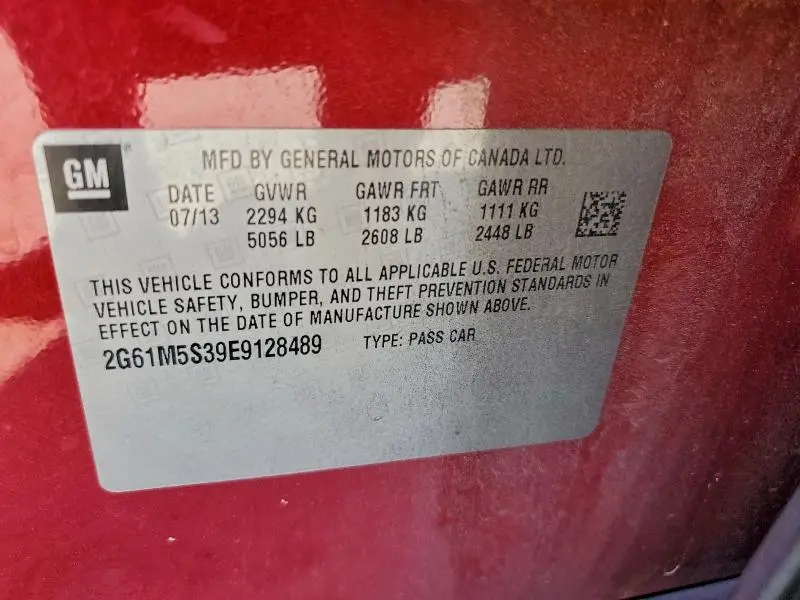 GM®
MFD BY GENERAL MOTORS OF CANADA LTD.
DATE GVWR GAWR FRT GAWR RR
07/13 2294 KG 1183 KG 1111 KG
5056 LB 2608 LB 2448 LB
THIS VEHICLE CONFORMS TO ALL APPLICABLE U.S. FEDERAL MOTOR
VEHICLE SAFETY, BUMPER, AND THEFT PREVENTION STANDARDS IN
EFFECT ON THE DATE OF MANUFACTURE SHOWN ABOVE.
2G61M5S39E9128489 TYPE: PASS CAR